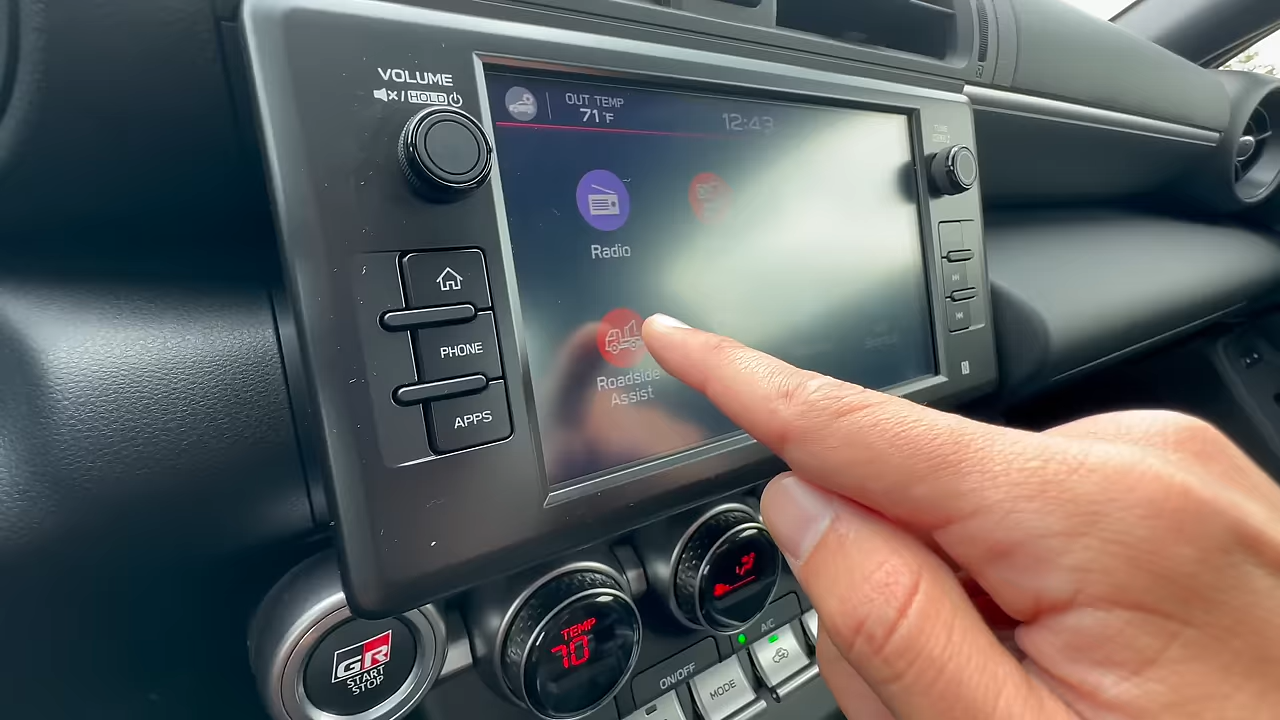 VOLUME
/ HOLD
OUT TEMP
71°F
12:43
Radio
PHONE
APPS
Roadside
Assist
GR
START
STOP
TEMP
70°
A/C
ON/OFF
MODE